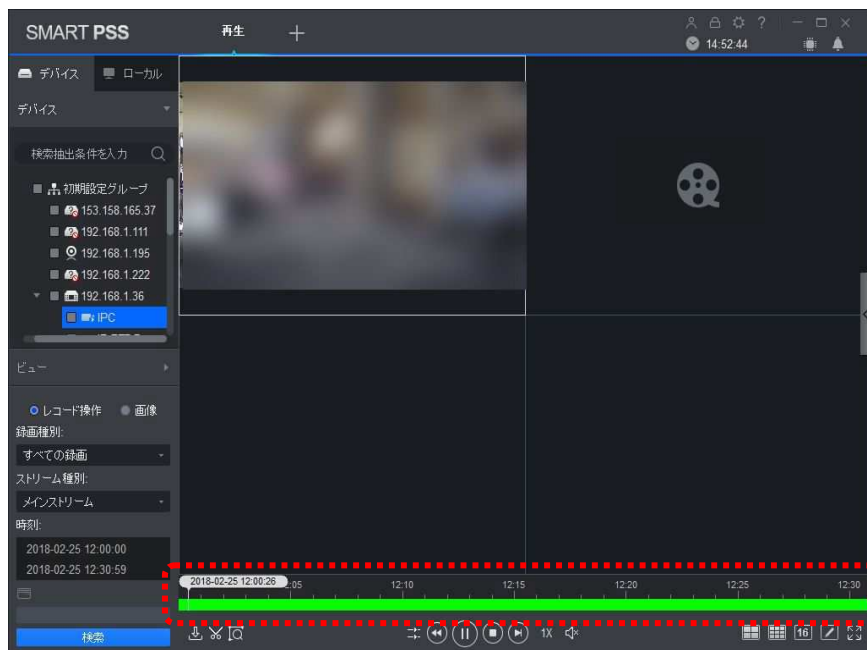 SMART PSS
再生
?
14:52:44
デバイス
ローカル
デバイス
検索抽出条件を入力
初期設定グループ
153.158.165.37
192.168.1.111
192.168.1.195
192.168.1.222
192.168.1.36
IPC
ビュー
レコード操作
画像
録画種別:
すべての録画
ストリーム種別:
メインストリーム
時刻:
2018-02-25 12:00:00
2018-02-25 12:30:59
検索
2018-02-25 12:00:26
:05
12:10
12:15
12:20
12:25
12:30
1X
16